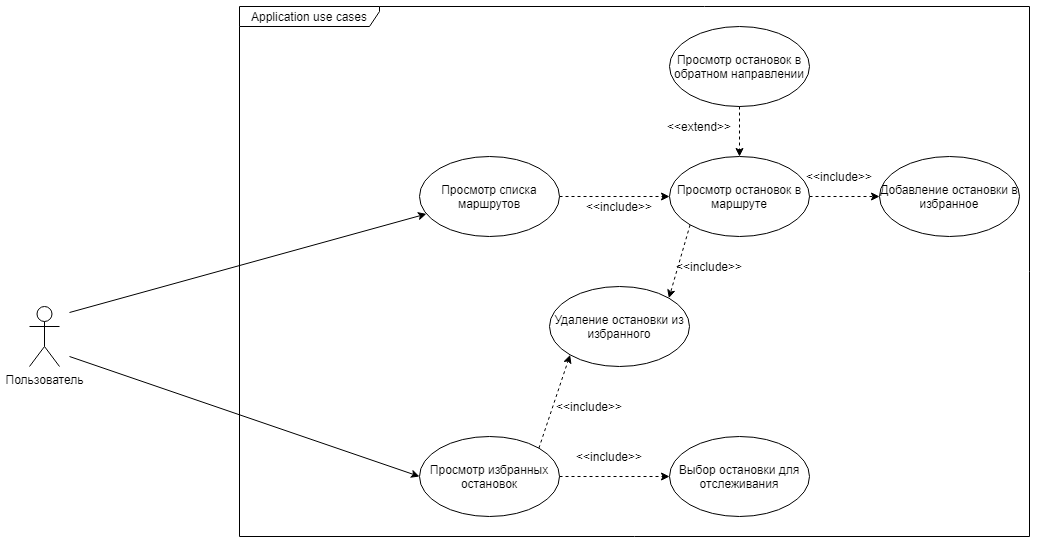 Application use cases
Просмотр остановок в
обратном направлении
<<extend>>
Просмотр списка
маршрутов
<<include>>
Просмотр остановок в
маршруте
<<include>>
Добавление остановки в
избранное
<<include>>
Удаление остановки из
избранного
Пользователь
<<include>>
Просмотр избранных
остановок
<<include>>
Выбор остановки для
отслеживания